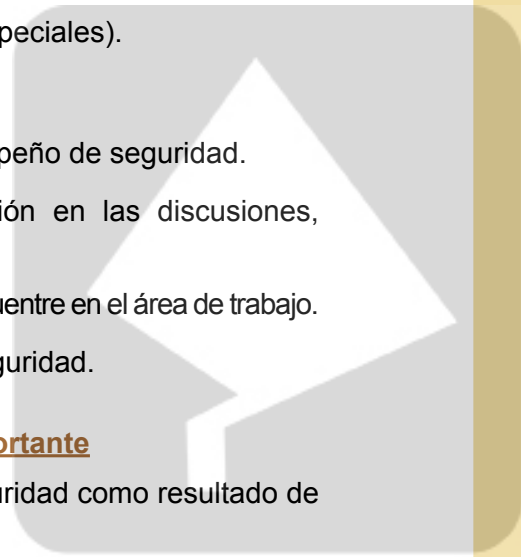 peciales).
peño de seguridad.
ión en las discusiones,
uentre en el área de trabajo.
guridad.
ortante
uridad como resultado de